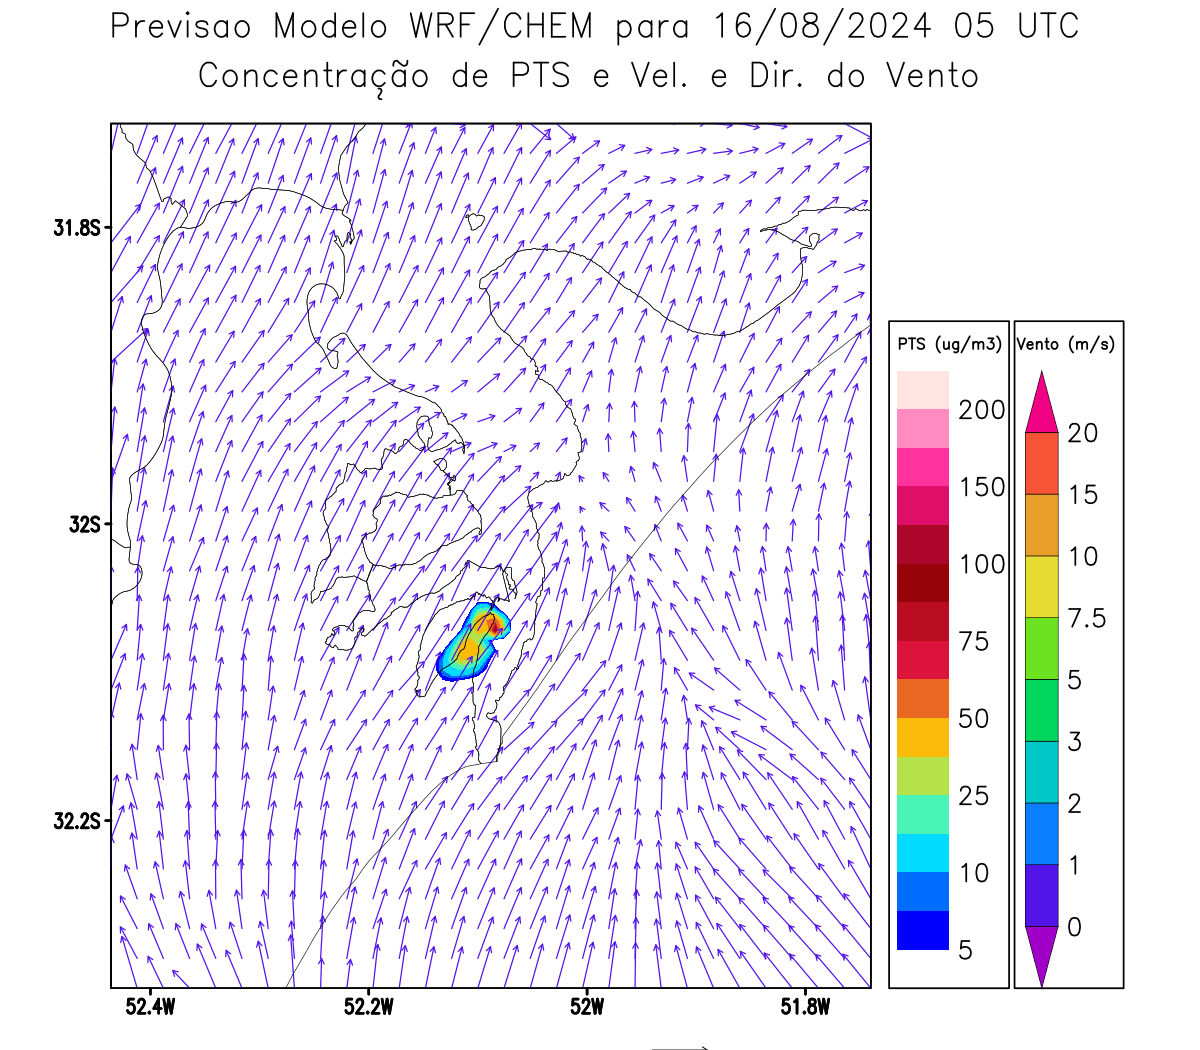 Previsao Modelo WRF/CHEM para 16/08/2024 05 UTC
Concentração de PTS e Vel. e Dir. do Vento
31.8S
32S
32.2S
52.4W
52.2W
52W
51.8W
PTS (ug/m3)
200
150
100
75
50
25
10
5
Vento (m/s)
20
15
10
7.5
5
3
2
1
0